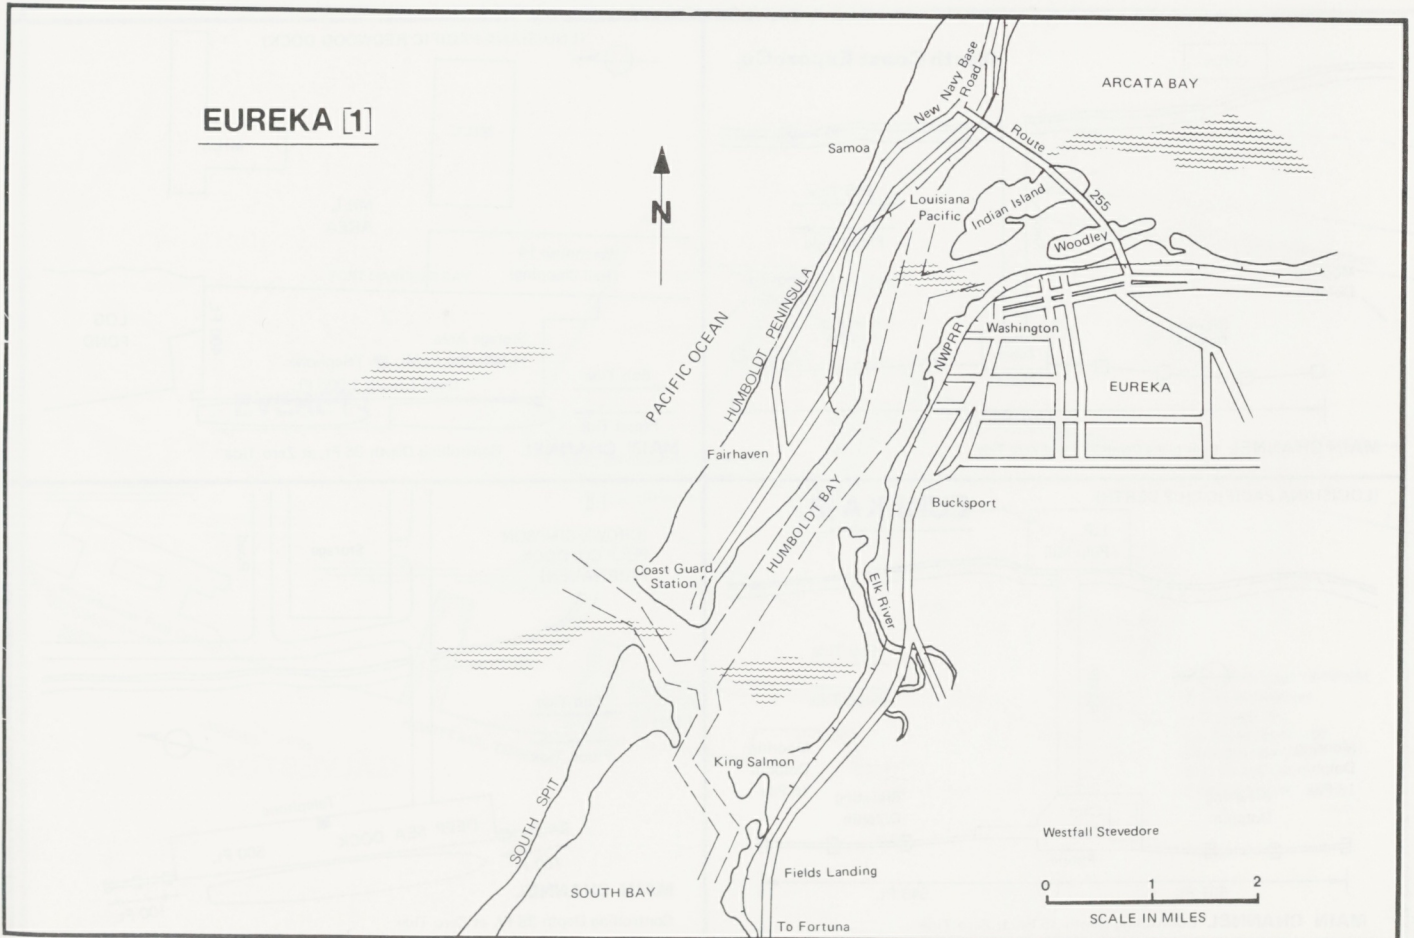 EUREKA [1]
N
ARCATA BAY
New Navy Base
Road
Samoa
Route
255
Louisiana
Pacific
Indian Island
Woodley
PACIFIC OCEAN
HUMBOLDT PENINSULA
NWPRR
Washington
EUREKA
Fairhaven
HUMBOLDT BAY
Bucksport
Coast Guard
Station
Elk River
King Salmon
SOUTH SPIT
SOUTH BAY
Fields Landing
To Fortuna
Westfall Stevedore
0 1 2
SCALE IN MILES